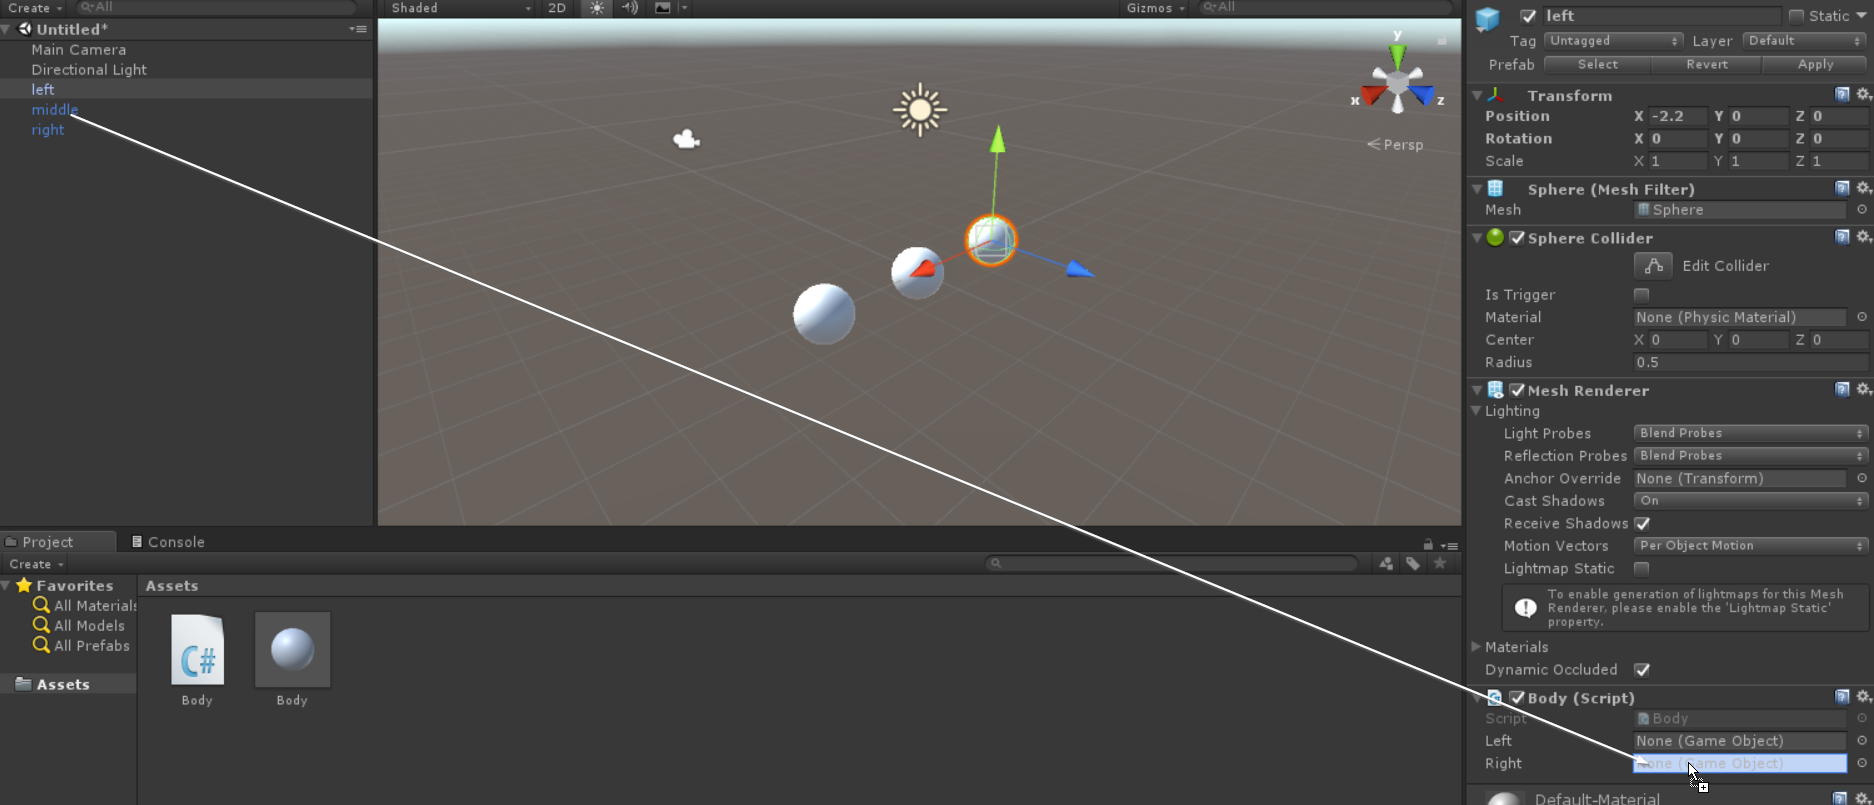 Create
All
Shaded
2D
Gizmos
All
Untitled*
Main Camera
Directional Light
left
middle
right
y
x
z
Persp
left
Static
Tag Untagged Layer Default
Prefab Select Revert Apply
Transform
Position X -2.2 Y 0 Z 0
Rotation X 0 Y 0 Z 0
Scale X 1 Y 1 Z 1
Sphere (Mesh Filter)
Mesh Sphere
Sphere Collider
Edit Collider
Is Trigger
Material None (Physic Material)
Center X 0 Y 0 Z 0
Radius 0.5
Mesh Renderer
Lighting
Light Probes Blend Probes
Reflection Probes Blend Probes
Anchor Override None (Transform)
Cast Shadows On
Receive Shadows
Motion Vectors Per Object Motion
Lightmap Static
To enable generation of lightmaps for this Mesh
Renderer, please enable the 'Lightmap Static'
property.
Materials
Dynamic Occluded
Body (Script)
Script Body
Left None (Game Object)
Right None (Game Object)
Default-Material
Project
Console
Create
Favorites
All Materials
All Models
All Prefabs
Assets
Assets
C#
Body
Body